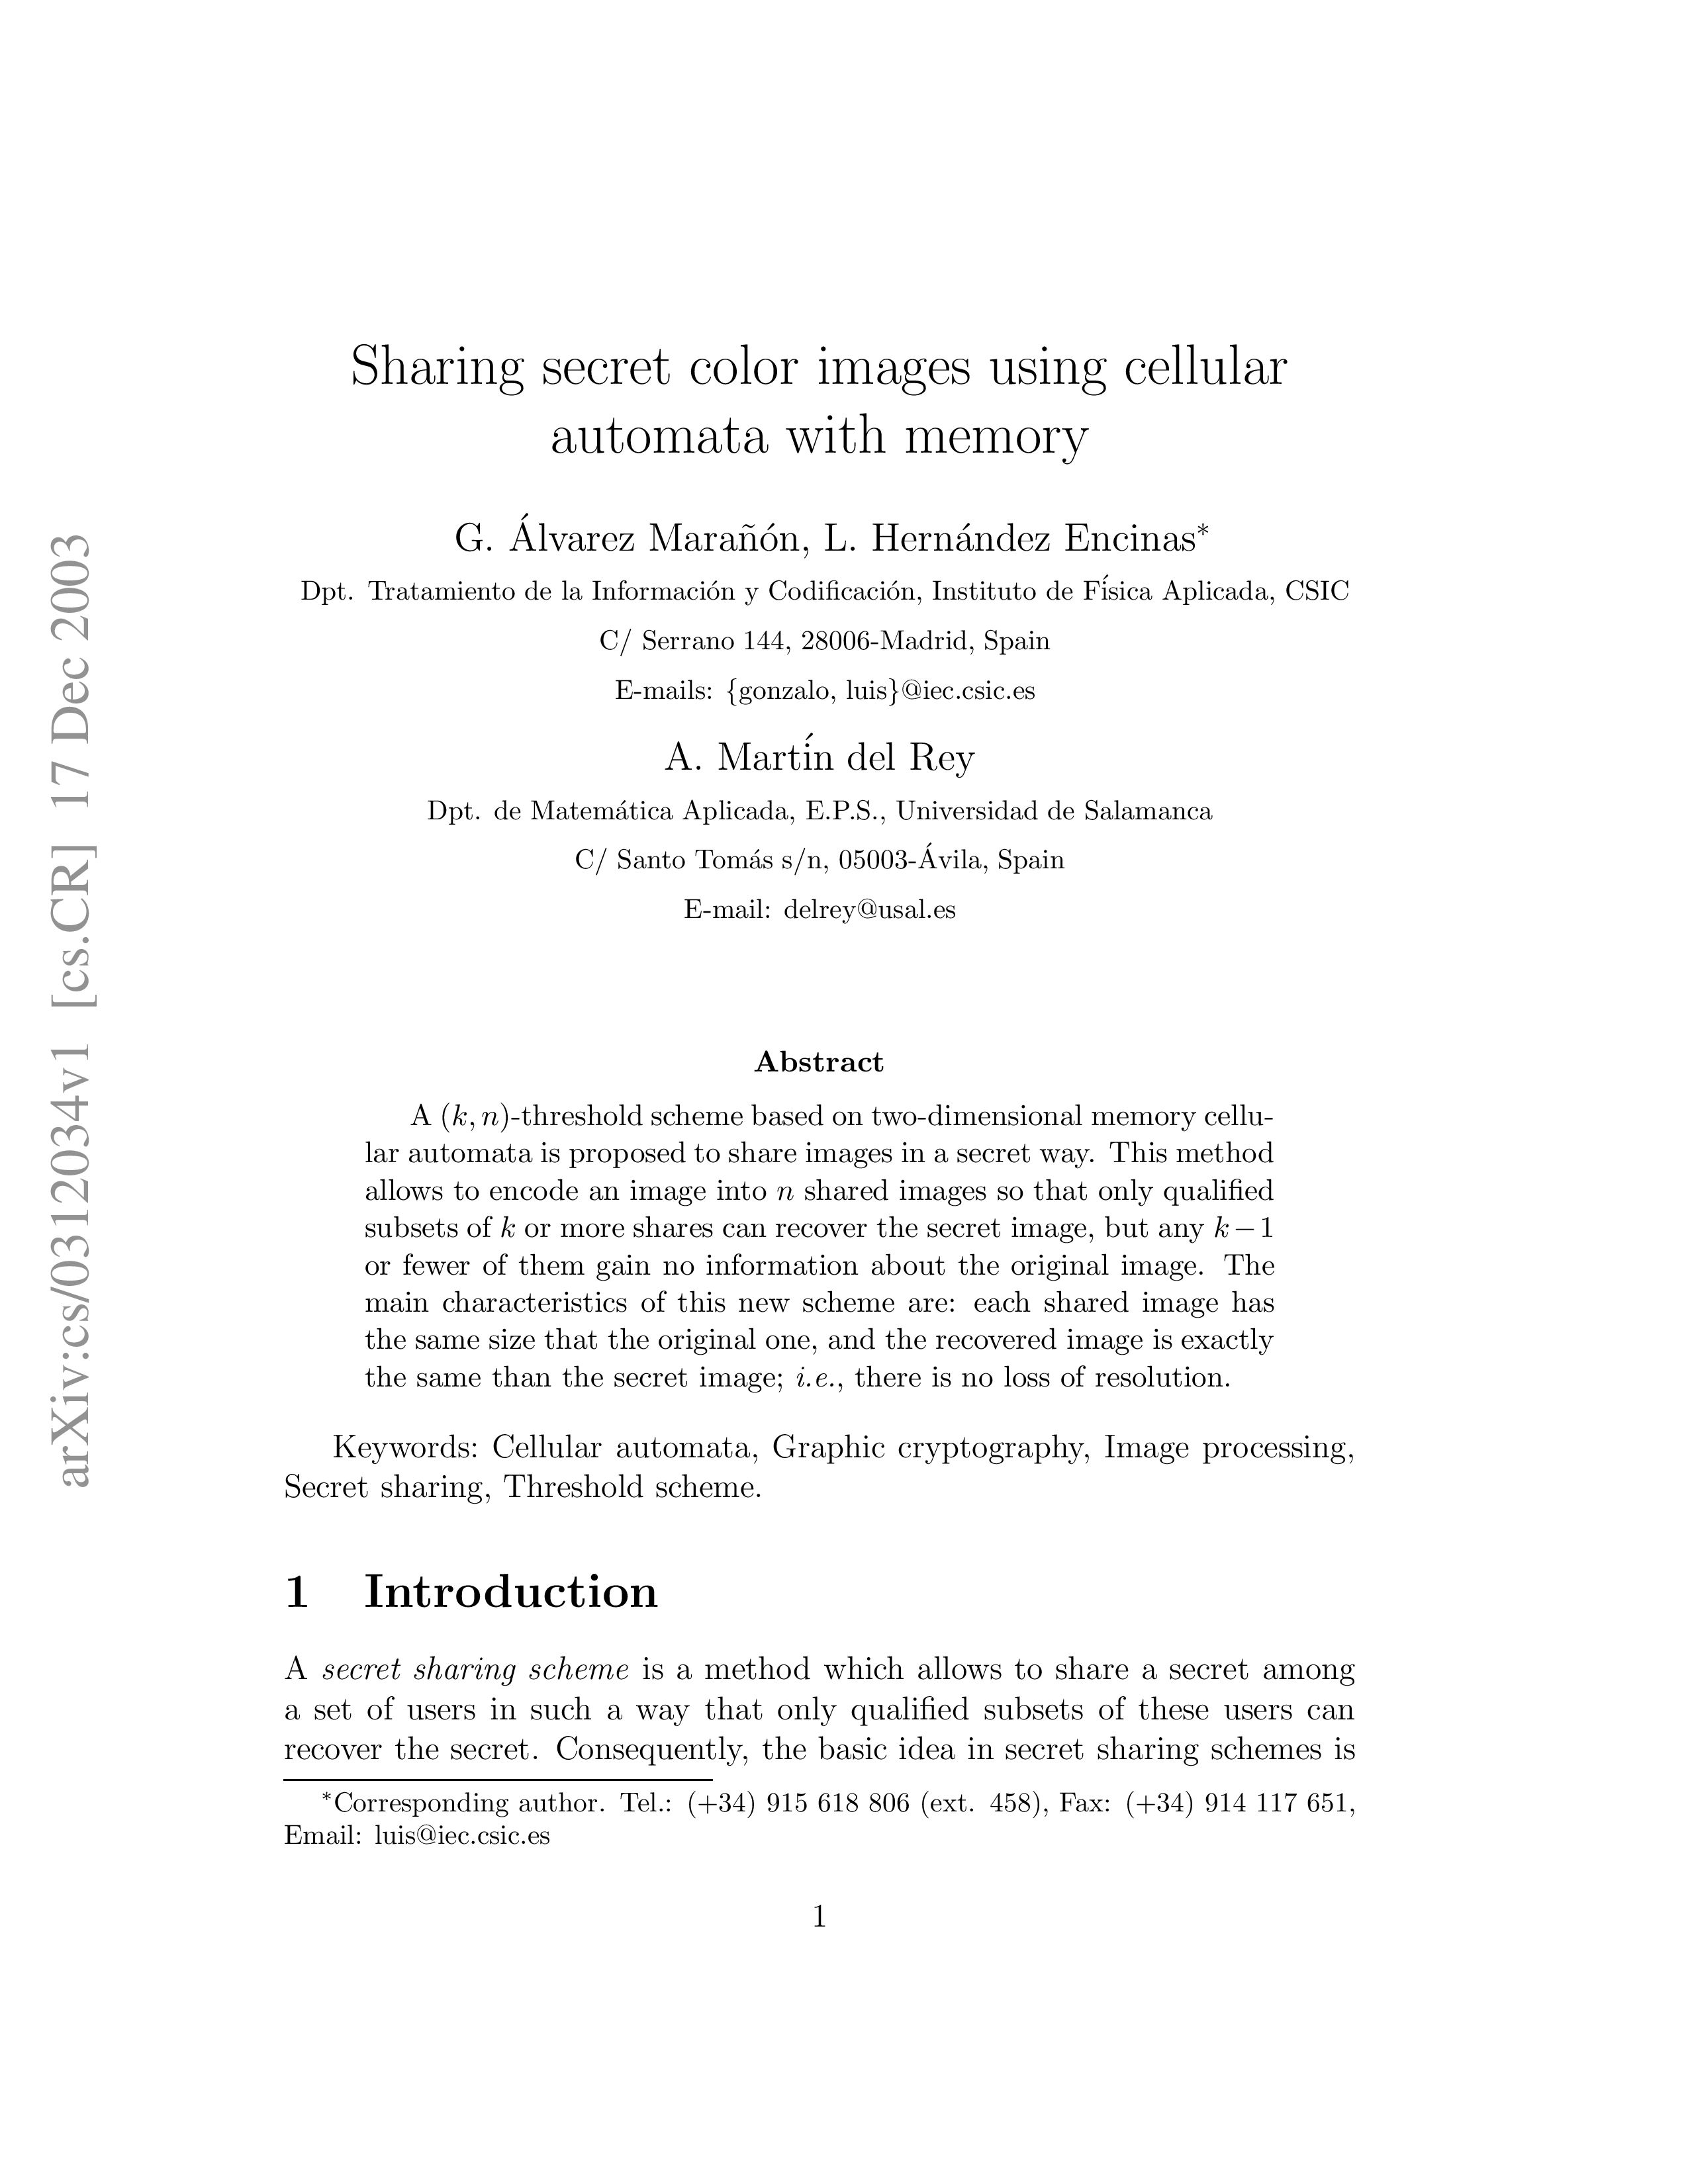 Sharing secret color images using cellular
automata with memory
G. Álvarez Marañón, L. Hernández Encinas*
Dpt. Tratamiento de la Información y Codificación, Instituto de Física Aplicada, CSIC
C/ Serrano 144, 28006-Madrid, Spain
E-mails: {gonzalo, luis}@iec.csic.es
A. Martín del Rey
Dpt. de Matemática Aplicada, E.P.S., Universidad de Salamanca
C/ Santo Tomás s/n, 05003-Ávila, Spain
E-mail: delrey@usal.es
arXiv:cs/0312034v1 [cs.CR] 17 Dec 2003
Abstract
A (k, n)-threshold scheme based on two-dimensional memory cellu-
lar automata is proposed to share images in a secret way. This method
allows to encode an image into n shared images so that only qualified
subsets of k or more shares can recover the secret image, but any k − 1
or fewer of them gain no information about the original image. The
main characteristics of this new scheme are: each shared image has
the same size that the original one, and the recovered image is exactly
the same than the secret image; i.e., there is no loss of resolution.
Keywords: Cellular automata, Graphic cryptography, Image processing,
Secret sharing, Threshold scheme.
1 Introduction
A secret sharing scheme is a method which allows to share a secret among
a set of users in such a way that only qualified subsets of these users can
recover the secret. Consequently, the basic idea in secret sharing schemes is
*Corresponding author. Tel.: (+34) 915 618 806 (ext. 458), Fax: (+34) 914 117 651,
Email: luis@iec.csic.es
1